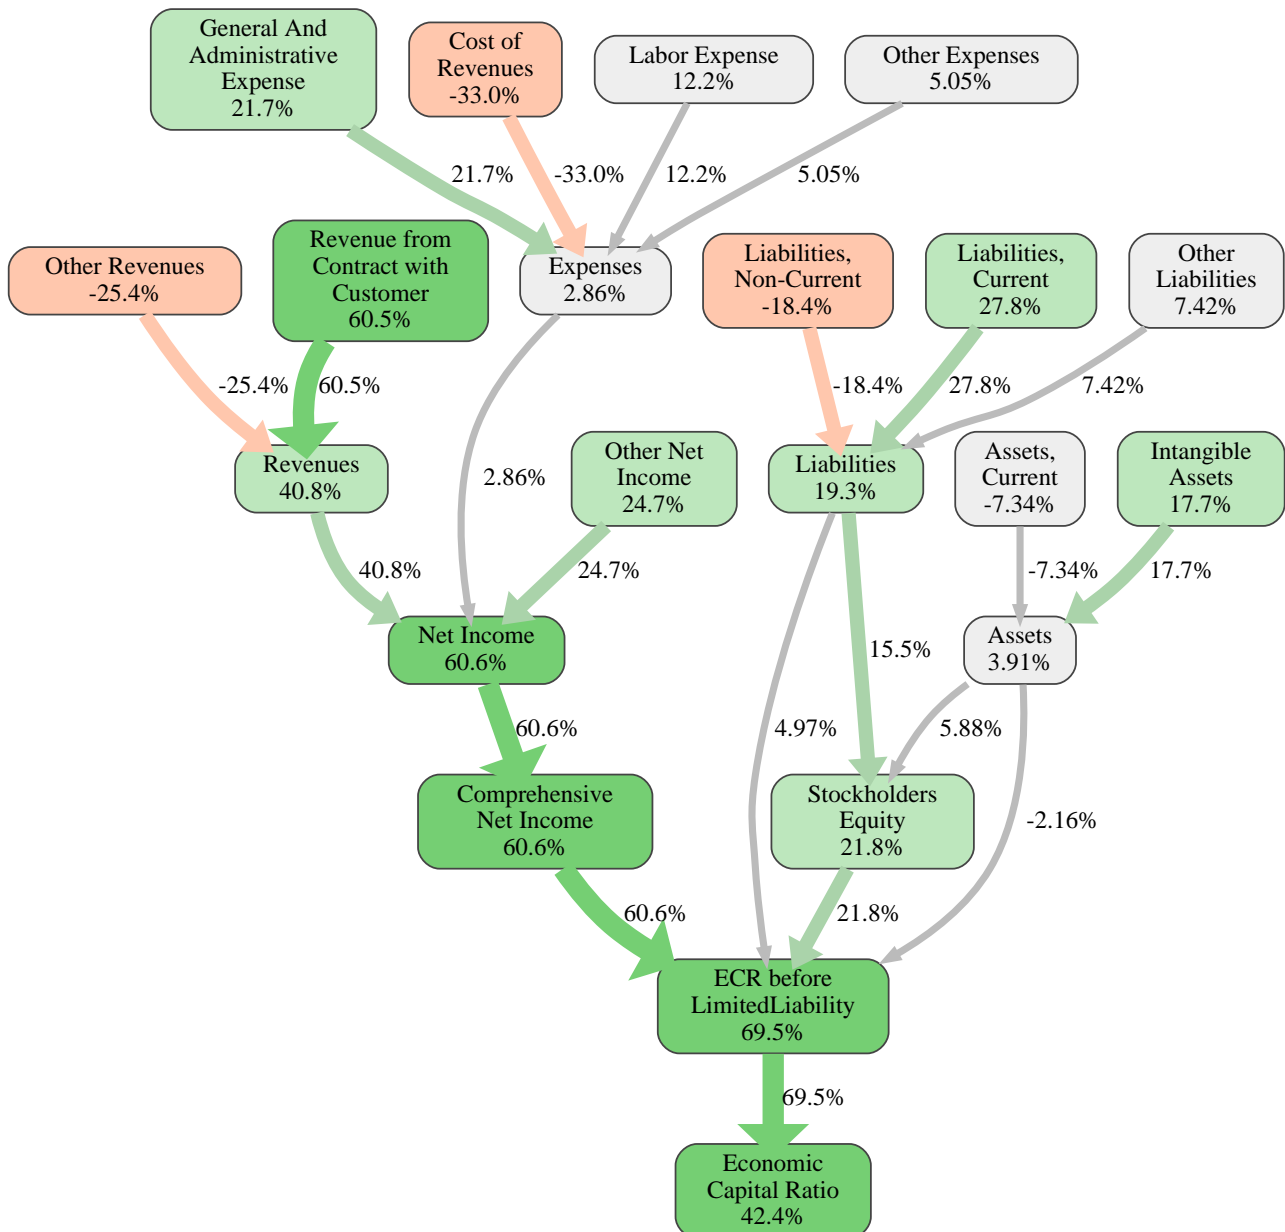 General And
Administrative
Expense
21.7%
Cost of
Revenues
-33.0%
Labor Expense
12.2%
Other Expenses
5.05%
21.7%
-33.0%
12.2%
5.05%
Other Revenues
-25.4%
Revenue from
Contract with
Customer
60.5%
Expenses
2.86%
Liabilities,
Non-Current
-18.4%
Liabilities,
Current
27.8%
Other
Liabilities
7.42%
-25.4%
60.5%
-18.4%
27.8%
7.42%
Revenues
40.8%
2.86%
Other Net
Income
24.7%
Liabilities
19.3%
Assets,
Current
-7.34%
Intangible
Assets
17.7%
40.8%
24.7%
-7.34%
17.7%
Net Income
60.6%
15.5%
Assets
3.91%
60.6%
4.97%
5.88%
Comprehensive
Net Income
60.6%
Stockholders
Equity
21.8%
-2.16%
60.6%
21.8%
ECR before
LimitedLiability
69.5%
69.5%
Economic
Capital Ratio
42.4%